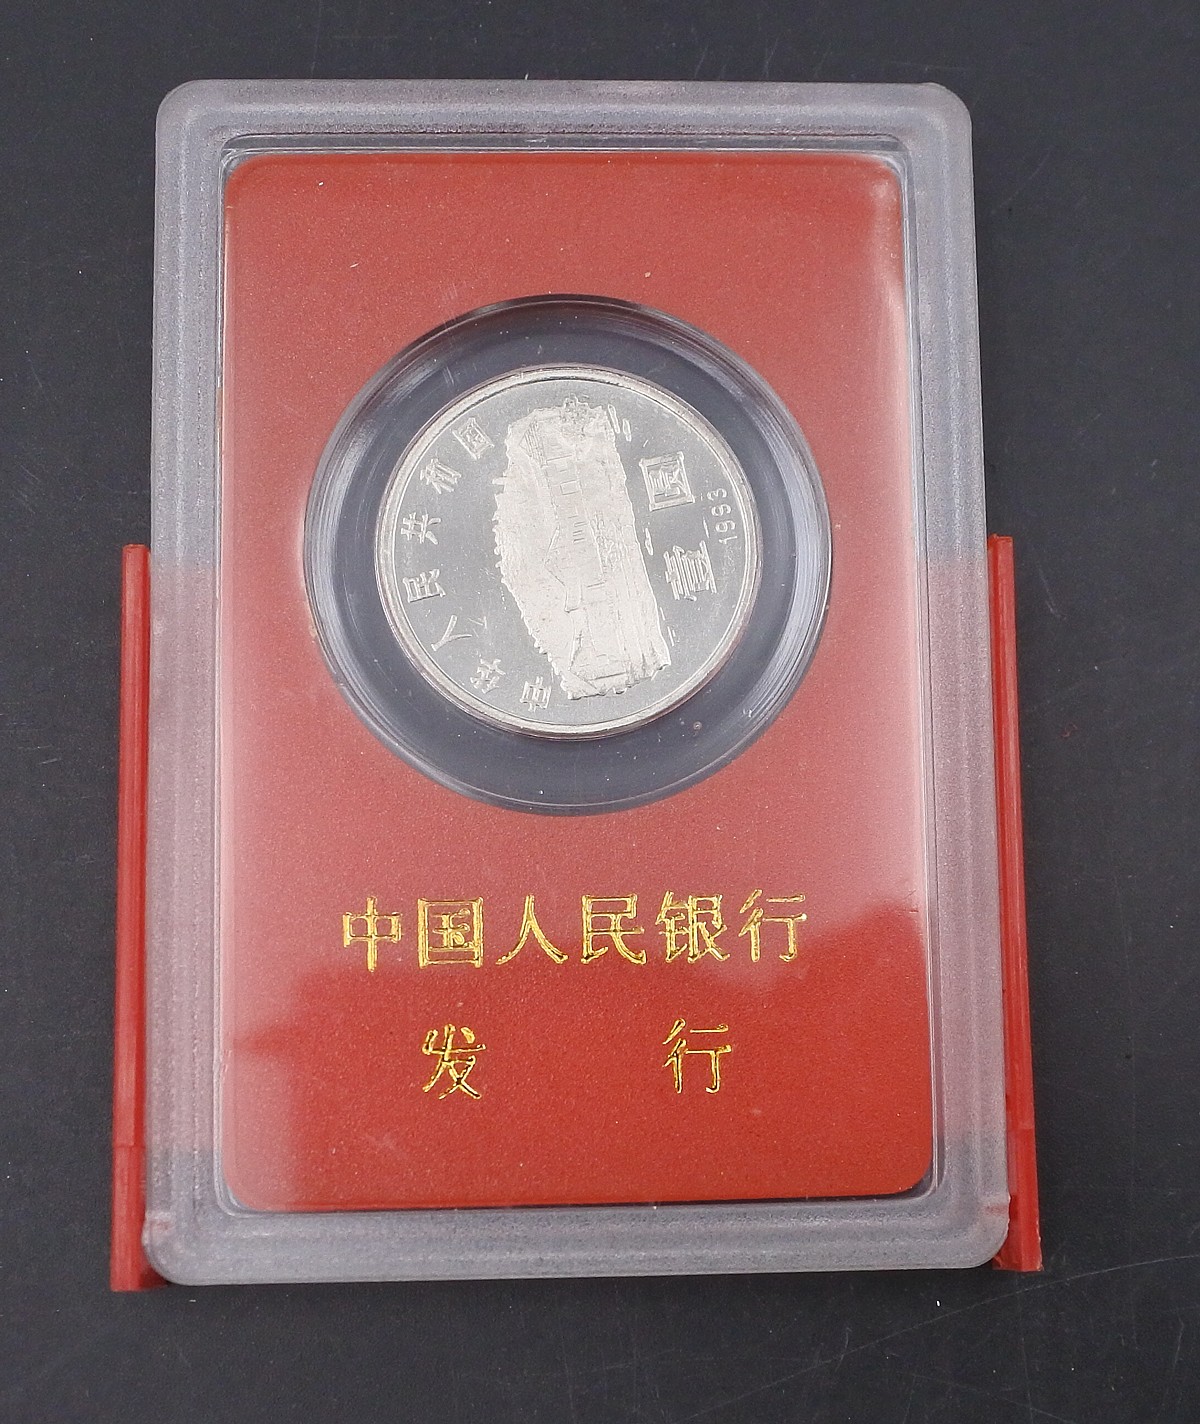 中华人民共和国
壹圆
1993
中国人民银行
发 行